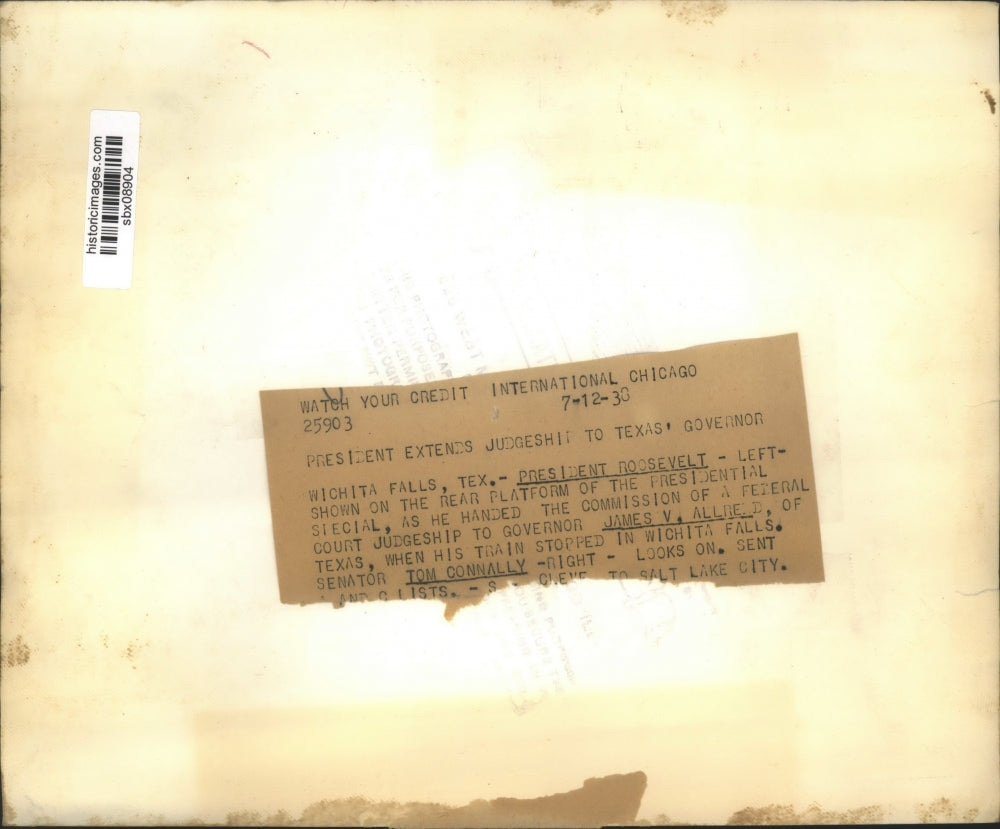 historicimages.com
sbx08904
WATCH YOUR CREDIT INTERNATIONAL CHICAGO
25903 7-12-38
PRESIDENT EXTENDS JUDGESHIP TO TEXAS' GOVERNOR
WICHITA FALLS, TEX.- PRESIDENT ROOSEVELT - LEFT-
SHOWN ON THE REAR PLATFORM OF THE PRESIDENTIAL
SPECIAL, AS HE HANDED THE COMMISSION OF A FEDERAL
COURT JUDGESHIP TO GOVERNOR JAMES V. ALLRED, OF
TEXAS, WHEN HIS TRAIN STOPPED IN WICHITA FALLS.
SENATOR TOM CONNALLY -RIGHT - LOOKS ON. SENT
AND C LISTS. - S CLEVE TO SALT LAKE CITY.